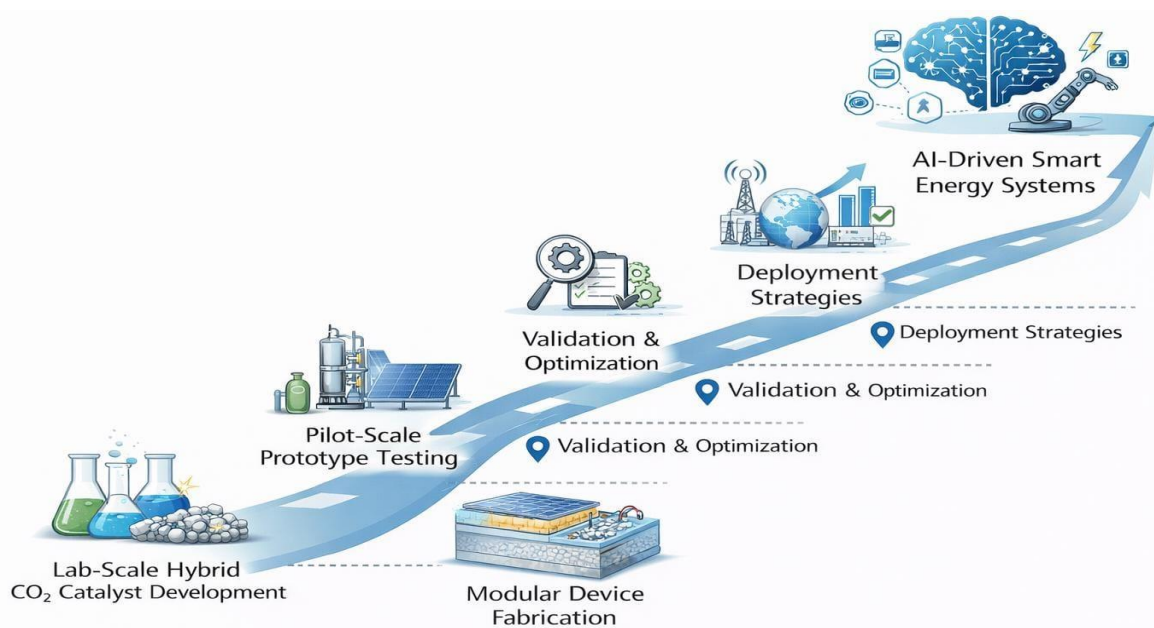 AI-Driven Smart
Energy Systems
Deployment
Strategies
Deployment Strategies
Validation &
Optimization
Validation & Optimization
Validation & Optimization
Pilot-Scale
Prototype Testing
Lab-Scale Hybrid
CO₂ Catalyst Development
Modular Device
Fabrication